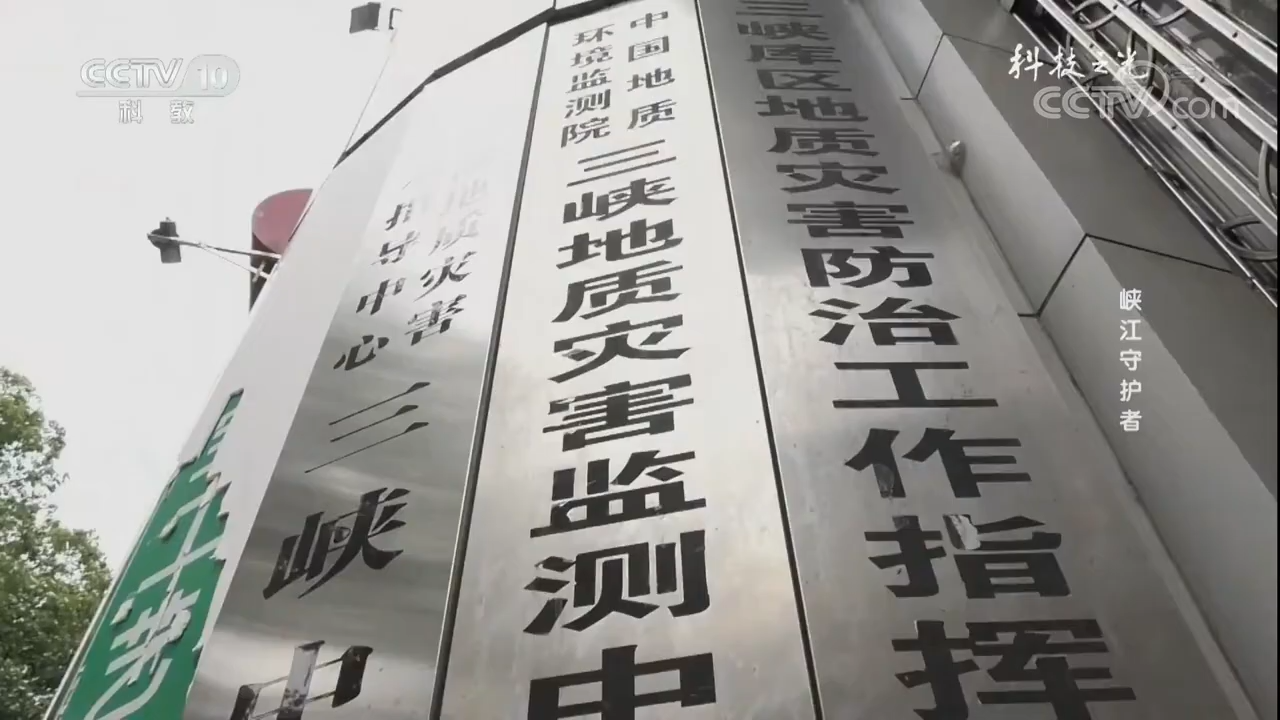 CCTV 10
科教
科技之光
CCTV.com
峡江守护者
三峡库区地质灾害防治工作指挥
中国地质
环境监测院
三峡地质灾害监测中
地质灾害
指导中心
三峡中